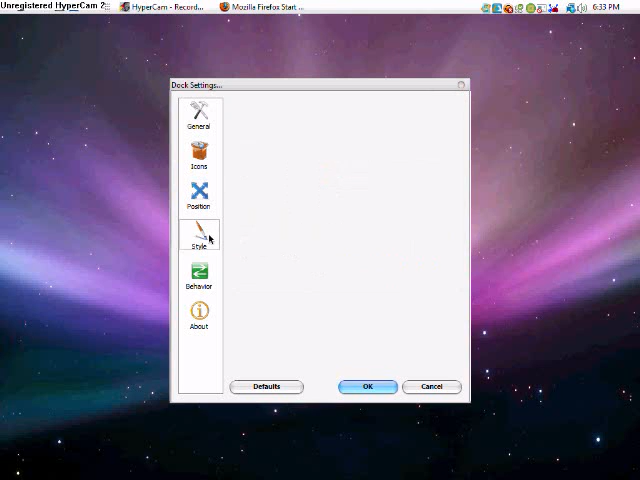 Unregistered HyperCam 2
HyperCam - Record...
Mozilla Firefox Start ...
6:33 PM
Dock Settings...
General
Icons
Position
Style
Behavior
About
Defaults
OK
Cancel